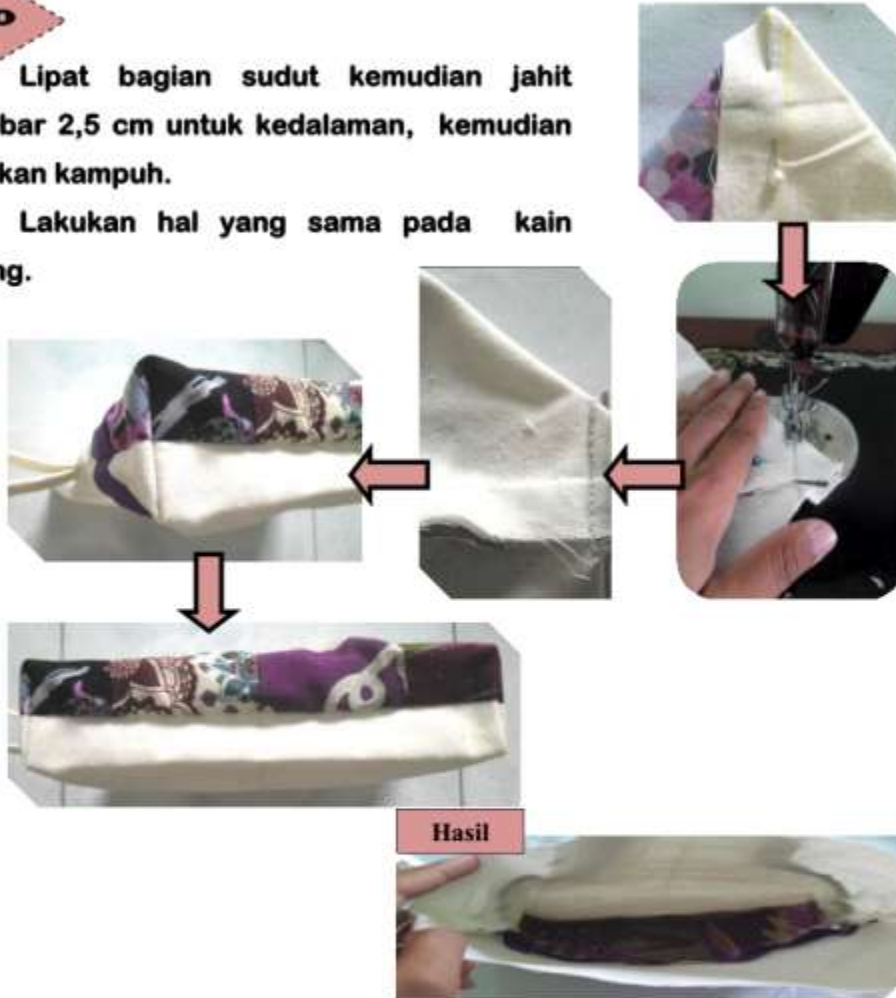 Lipat bagian sudut kemudian jahit
bar 2,5 cm untuk kedalaman, kemudian
kan kampuh.
Lakukan hal yang sama pada kain
ng.
Hasil